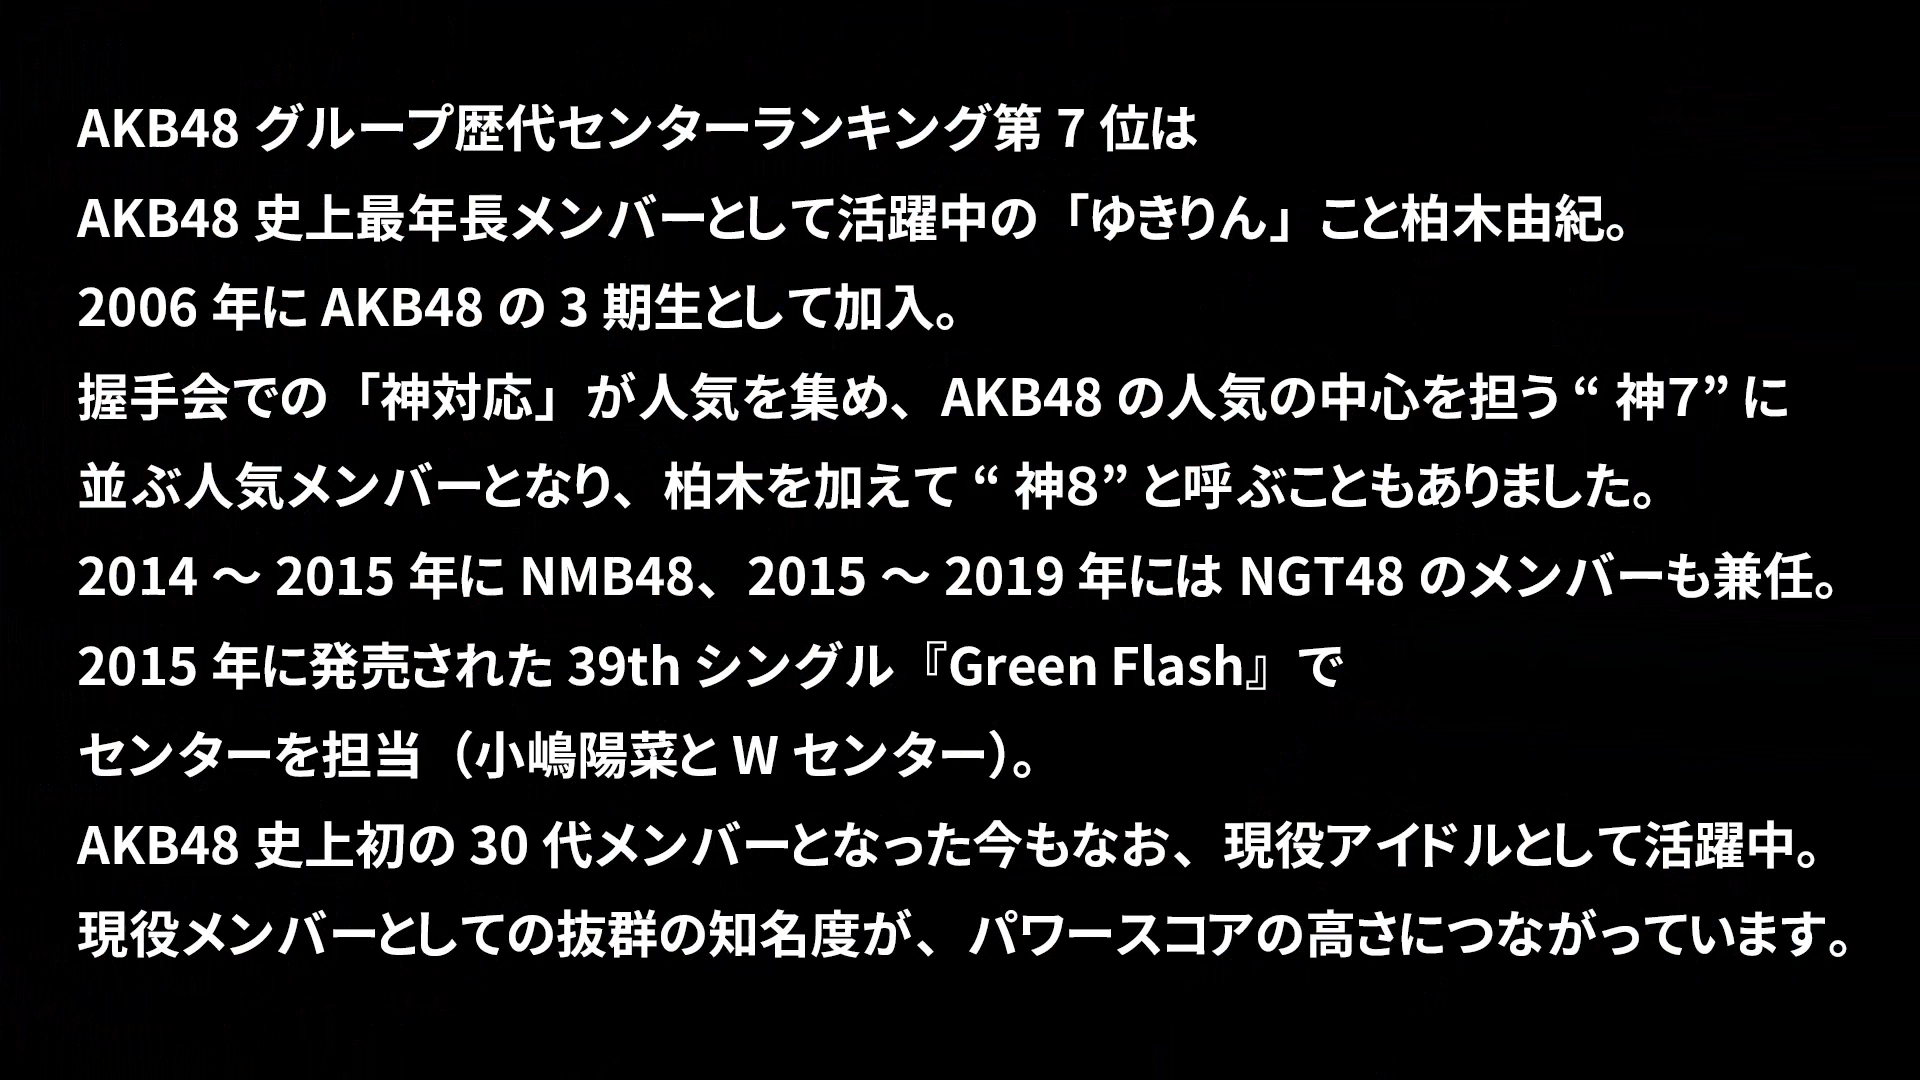 AKB48 グループ歴代センターランキング第 7 位は
AKB48 史上最年長メンバーとして活躍中の「ゆきりん」こと柏木由紀。
2006 年に AKB48 の 3 期生として加入。
握手会での「神対応」が人気を集め、AKB48 の人気の中心を担う “ 神７” に
並ぶ人気メンバーとなり、柏木を加えて “ 神８” と呼ぶこともありました。
2014 ～ 2015 年に NMB48、2015 ～ 2019 年には NGT48 のメンバーも兼任。
2015 年に発売された 39th シングル『Green Flash』で
センターを担当（小嶋陽菜と W センター）。
AKB48 史上初の 30 代メンバーとなった今もなお、現役アイドルとして活躍中。
現役メンバーとしての抜群の知名度が、パワースコアの高さにつながっています。